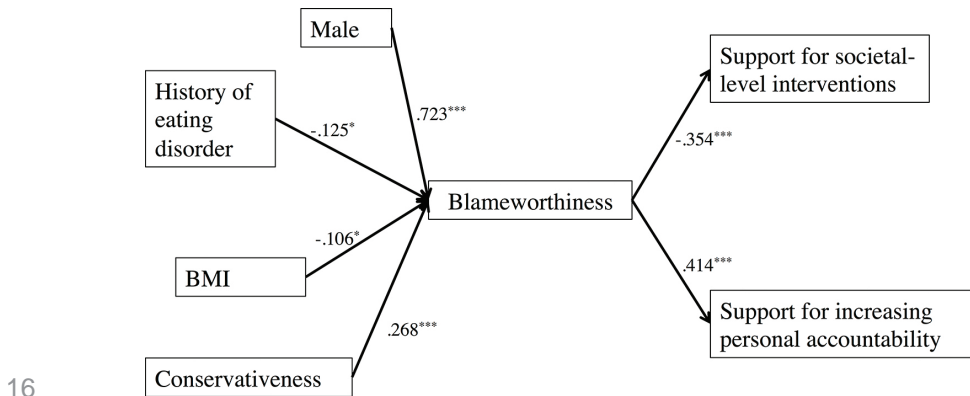 Male
History of
eating
disorder
-.125*
.723***
BMI
-.106*
Conservativeness
.268***
Blameworthiness
Support for societal-
level interventions
-.354***
.414***
Support for increasing
personal accountability
16